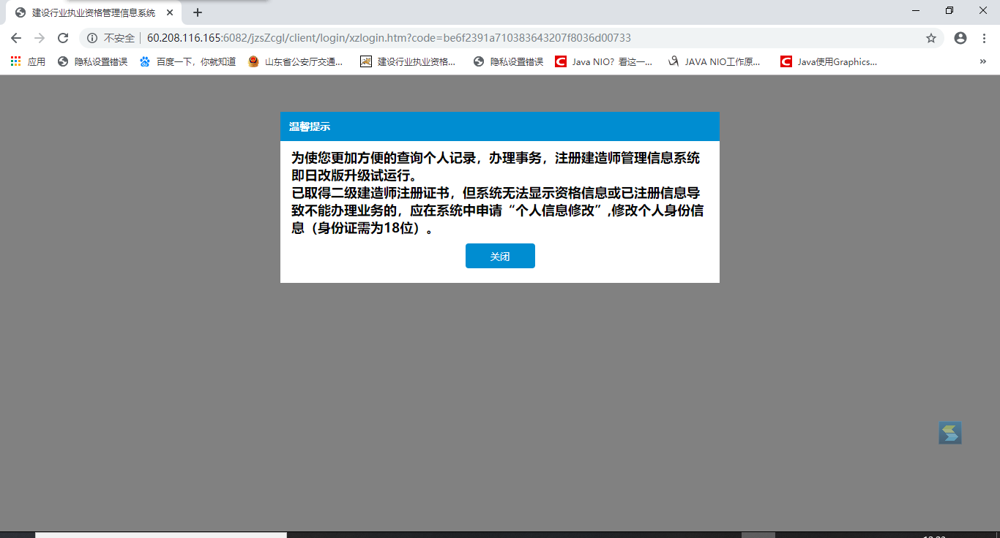 建设行业执业资格管理信息系统
不安全
60.208.116.165:6082/jzsZcgl/client/login/xzlogin.htm?code=be6f2391a710383643207f8036d00733
应用
隐私设置错误
百度一下,你就知道
山东省公安厅交通...
建设行业执业资格...
隐私设置错误
Java NIO?看这一...
JAVA NIO工作原...
Java使用Graphics...
»
温馨提示
为使您更加方便的查询个人记录,办理事务,注册建造师管理信息系统
即日改版升级试运行。
已取得二级建造师注册证书,但系统无法显示资格信息或已注册信息导
致不能办理业务的,应在系统中申请“个人信息修改”,修改个人身份信
息(身份证需为18位)。
关闭